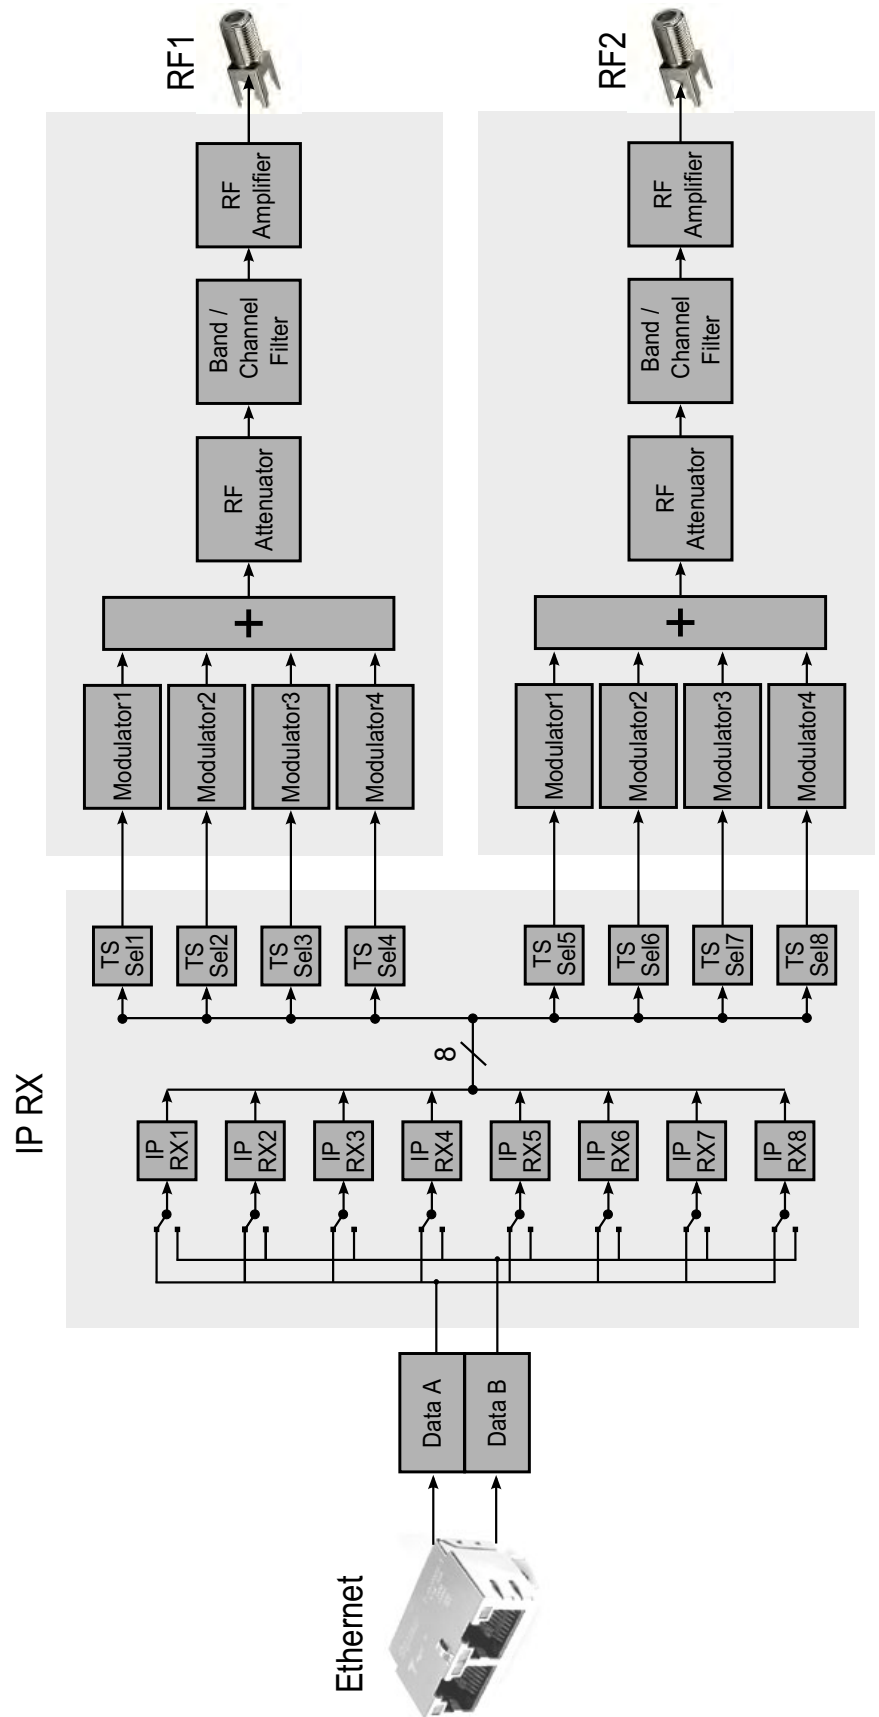 Ethernet
Data A
Data B
IP RX
IP
RX1
IP
RX2
IP
RX3
IP
RX4
IP
RX5
IP
RX6
IP
RX7
IP
RX8
8
TS
Sel1
TS
Sel2
TS
Sel3
TS
Sel4
TS
Sel5
TS
Sel6
TS
Sel7
TS
Sel8
Modulator1
Modulator2
Modulator3
Modulator4
+
RF
Attenuator
Band /
Channel
Filter
RF
Amplifier
RF1
Modulator1
Modulator2
Modulator3
Modulator4
+
RF
Attenuator
Band /
Channel
Filter
RF
Amplifier
RF2